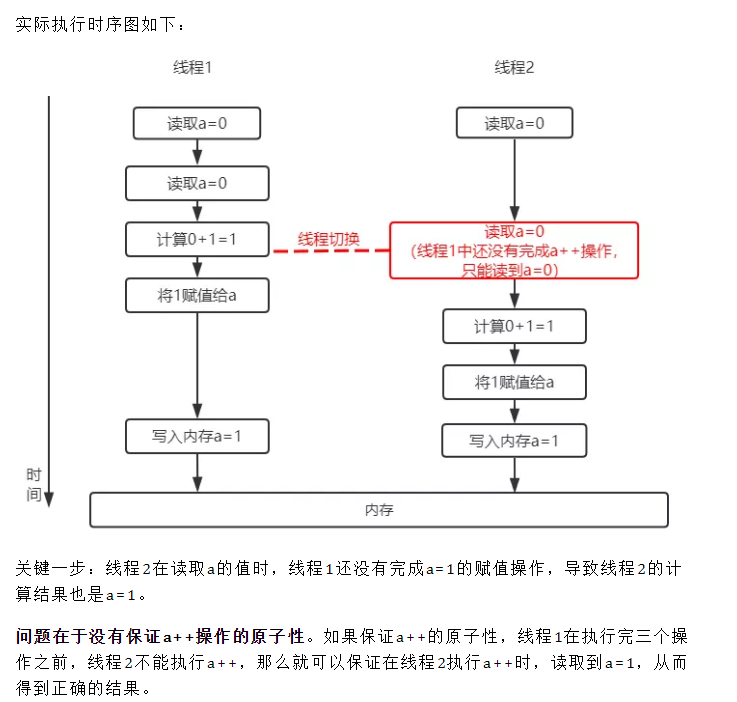 实际执行时序图如下：
线程1
线程2
读取a=0
读取a=0
读取a=0
计算0+1=1
线程切换
读取a=0
（线程1中还没有完成a++操作，
只能读到a=0）
将1赋值给a
计算0+1=1
将1赋值给a
写入内存a=1
写入内存a=1
时
间
内存
关键一步：线程2在读取a的值时，线程1还没有完成a=1的赋值操作，导致线程2的计
算结果也是a=1。
问题在于没有保证a++操作的原子性。如果保证a++的原子性，线程1在执行完三个操
作之前，线程2不能执行a++，那么就可以保证在线程2执行a++时，读取到a=1，从而
得到正确的结果。